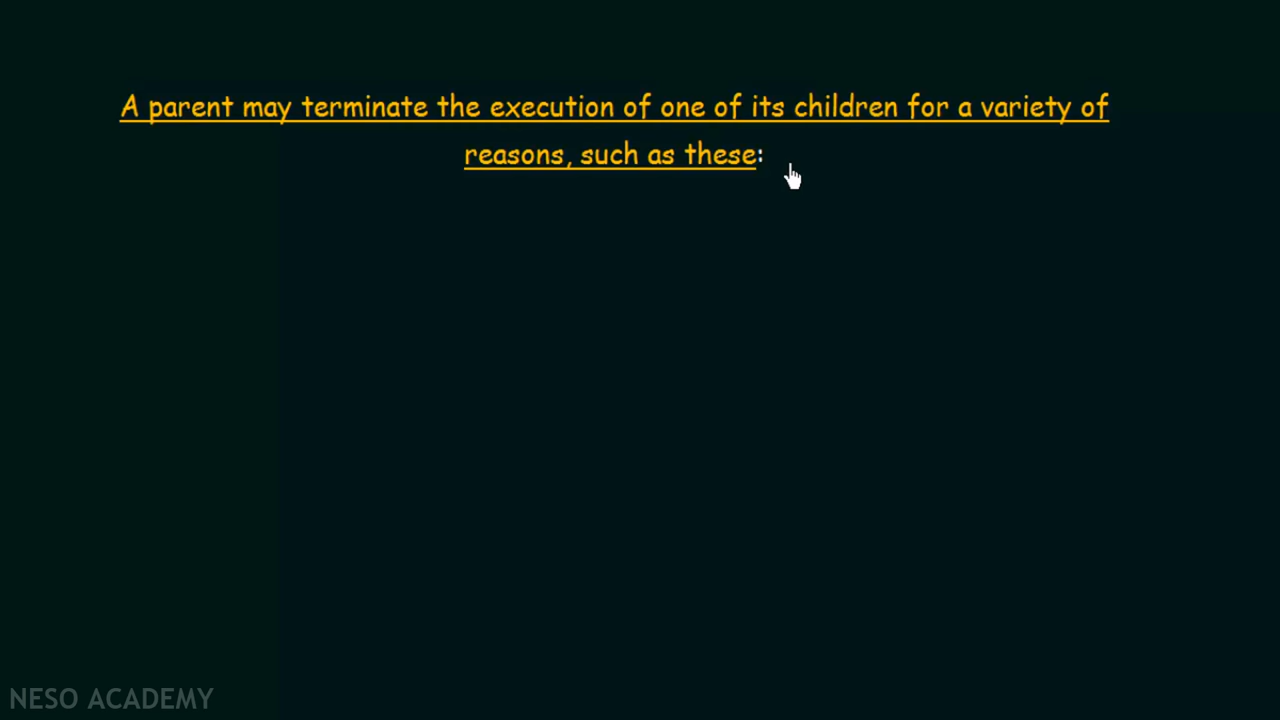 A parent may terminate the execution of one of its children for a variety of
reasons, such as these:
NESO ACADEMY